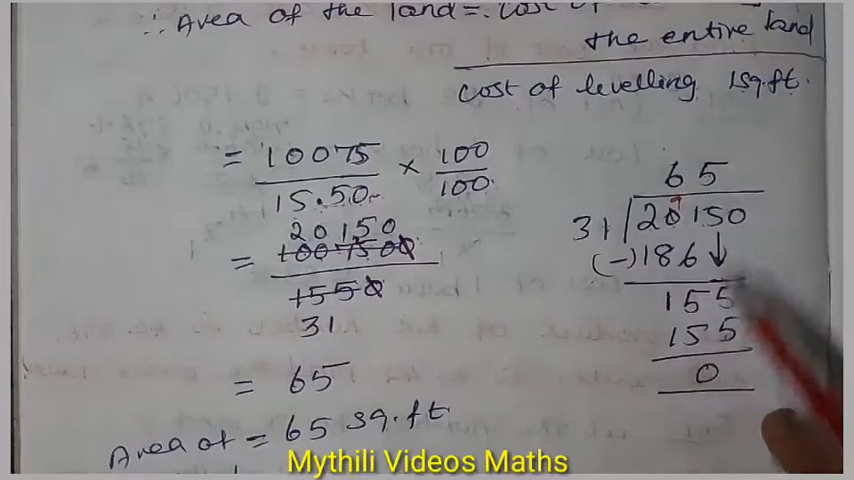 ∴ Area of the land = cost of
the entire land
cost of levelling 1sq.ft.
= 10075 / 15.50 × 100 / 100
20150
= 1007500 / 1550
31
= 65
Area of = 65 sq.ft.
65
31 20150
(-) 186 ↓
155
155
0
Mythili Videos Maths